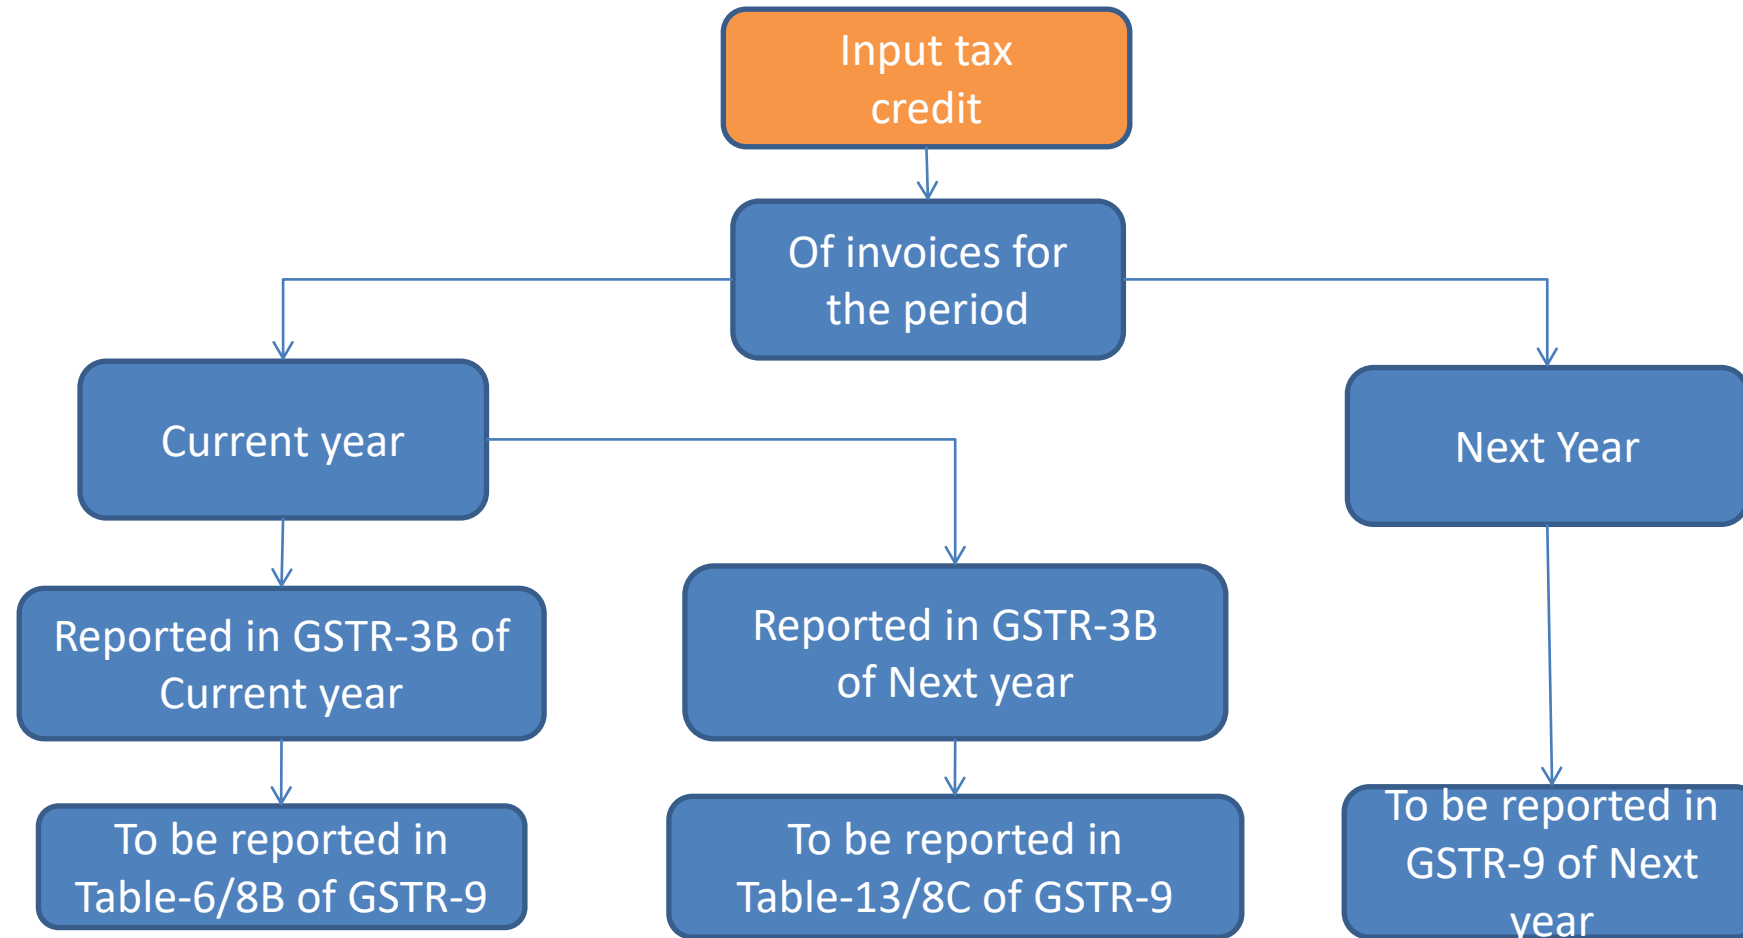 Input tax
credit
Of invoices for
the period
Current year
Next Year
Reported in GSTR-3B of
Current year
Reported in GSTR-3B
of Next year
To be reported in
Table-6/8B of GSTR-9
To be reported in
Table-13/8C of GSTR-9
To be reported in
GSTR-9 of Next
year